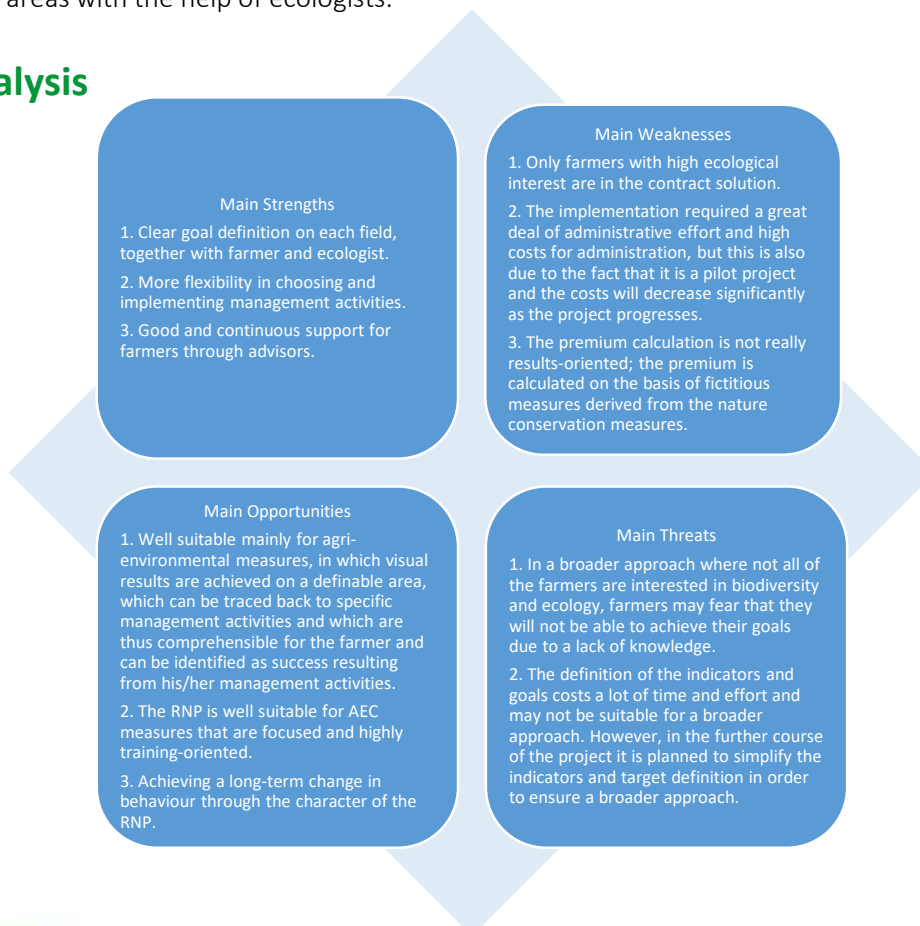 areas with the help of ecologists.
alysis
Main Strengths
1. Clear goal definition on each field,
together with farmer and ecologist.
2. More flexibility in choosing and
implementing management activities.
3. Good and continuous support for
farmers through advisors.
Main Weaknesses
1. Only farmers with high ecological
interest are in the contract solution.
2. The implementation required a great
deal of administrative effort and high
costs for administration, but this is also
due to the fact that it is a pilot project
and the costs will decrease significantly
as the project progresses.
3. The premium calculation is not really
results-oriented; the premium is
calculated on the basis of fictitious
measures derived from the nature
conservation measures.
Main Opportunities
1. Well suitable mainly for agri-
environmental measures, in which visual
results are achieved on a definable area,
which can be traced back to specific
management activities and which are
thus comprehensible for the farmer and
can be identified as success resulting
from his/her management activities.
2. The RNP is well suitable for AEC
measures that are focused and highly
training-oriented.
3. Achieving a long-term change in
behaviour through the character of the
RNP.
Main Threats
1. In a broader approach where not all of
the farmers are interested in biodiversity
and ecology, farmers may fear that they
will not be able to achieve their goals
due to a lack of knowledge.
2. The definition of the indicators and
goals costs a lot of time and effort and
may not be suitable for a broader
approach. However, in the further course
of the project it is planned to simplify the
indicators and target definition in order
to ensure a broader approach.